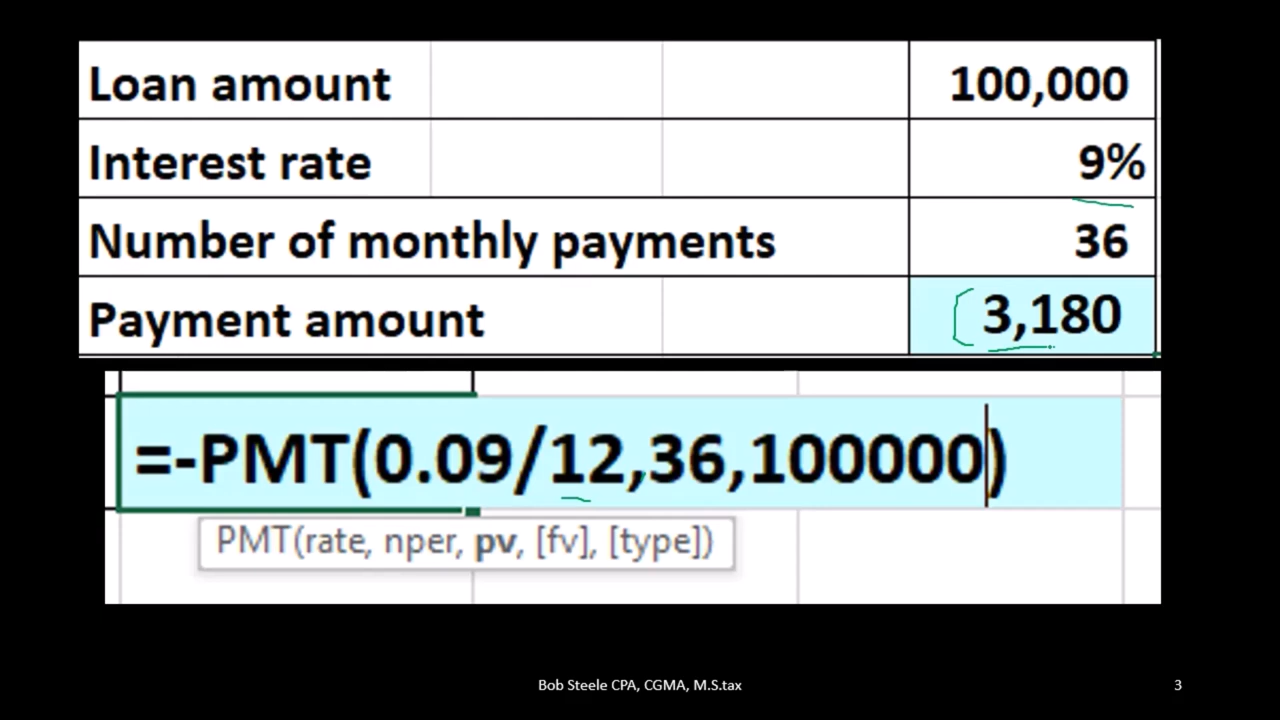 Loan amount 100,000
Interest rate 9%
Number of monthly payments 36
Payment amount 3,180
=-PMT(0.09/12,36,100000)
PMT(rate, nper, pv, [fv], [type])
Bob Steele CPA, CGMA, M.S.tax 3